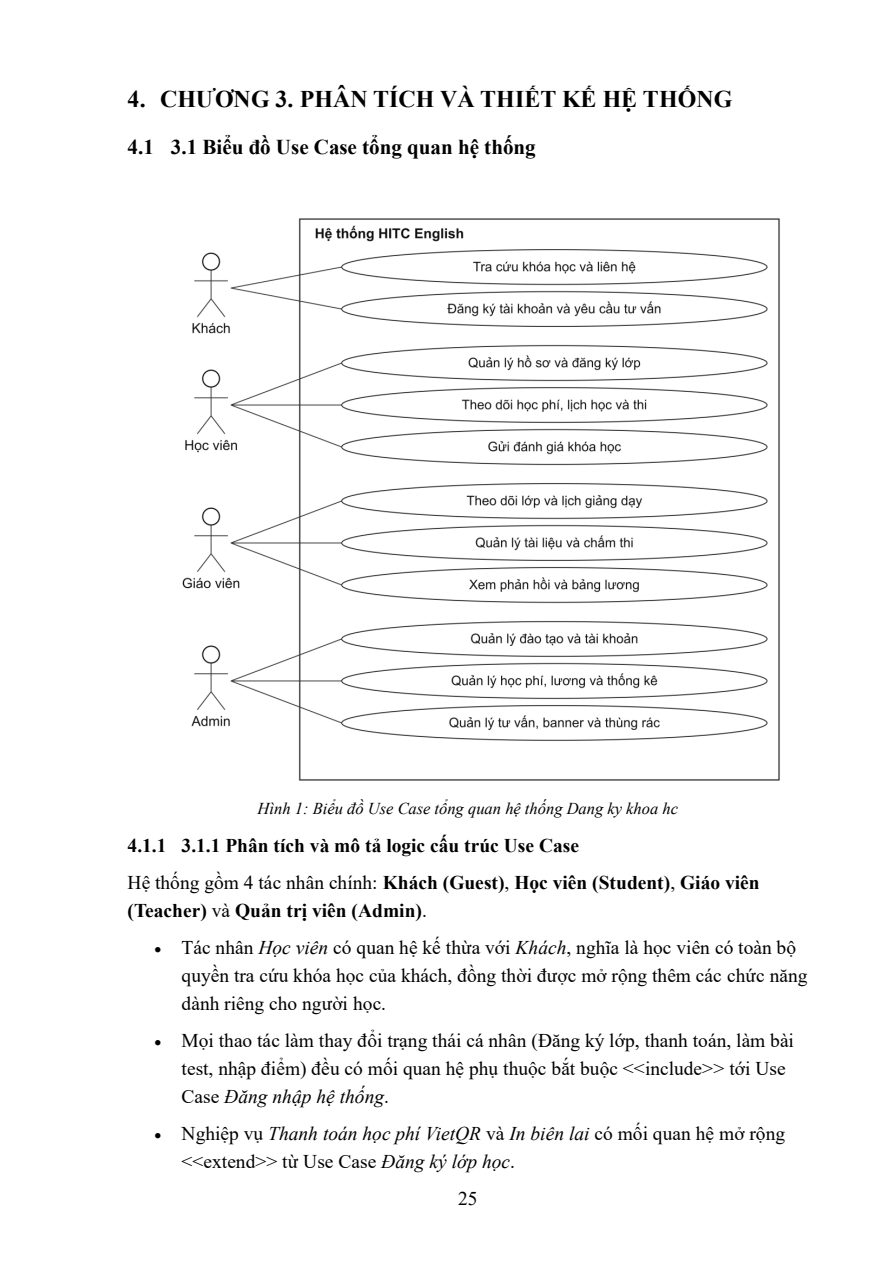 4. CHƯƠNG 3. PHÂN TÍCH VÀ THIẾT KẾ HỆ THỐNG
4.1 3.1 Biểu đồ Use Case tổng quan hệ thống
Hệ thống HITC English
Tra cứu khóa học và liên hệ
Đăng ký tài khoản và yêu cầu tư vấn
Khách
Quản lý hồ sơ và đăng ký lớp
Theo dõi học phí, lịch học và thi
Gửi đánh giá khóa học
Học viên
Theo dõi lớp và lịch giảng dạy
Quản lý tài liệu và chấm thi
Xem phản hồi và bảng lương
Giáo viên
Quản lý đào tạo và tài khoản
Quản lý học phí, lương và thống kê
Quản lý tư vấn, banner và thùng rác
Admin
Hình 1: Biểu đồ Use Case tổng quan hệ thống Dang ky khoa hc
4.1.1 3.1.1 Phân tích và mô tả logic cấu trúc Use Case
Hệ thống gồm 4 tác nhân chính: Khách (Guest), Học viên (Student), Giáo viên
(Teacher) và Quản trị viên (Admin).
• Tác nhân Học viên có quan hệ kế thừa với Khách, nghĩa là học viên có toàn bộ
quyền tra cứu khóa học của khách, đồng thời được mở rộng thêm các chức năng
dành riêng cho người học.
• Mọi thao tác làm thay đổi trạng thái cá nhân (Đăng ký lớp, thanh toán, làm bài
test, nhập điểm) đều có mối quan hệ phụ thuộc bắt buộc <<include>> tới Use
Case Đăng nhập hệ thống.
• Nghiệp vụ Thanh toán học phí VietQR và In biên lai có mối quan hệ mở rộng
<<extend>> từ Use Case Đăng ký lớp học.
25